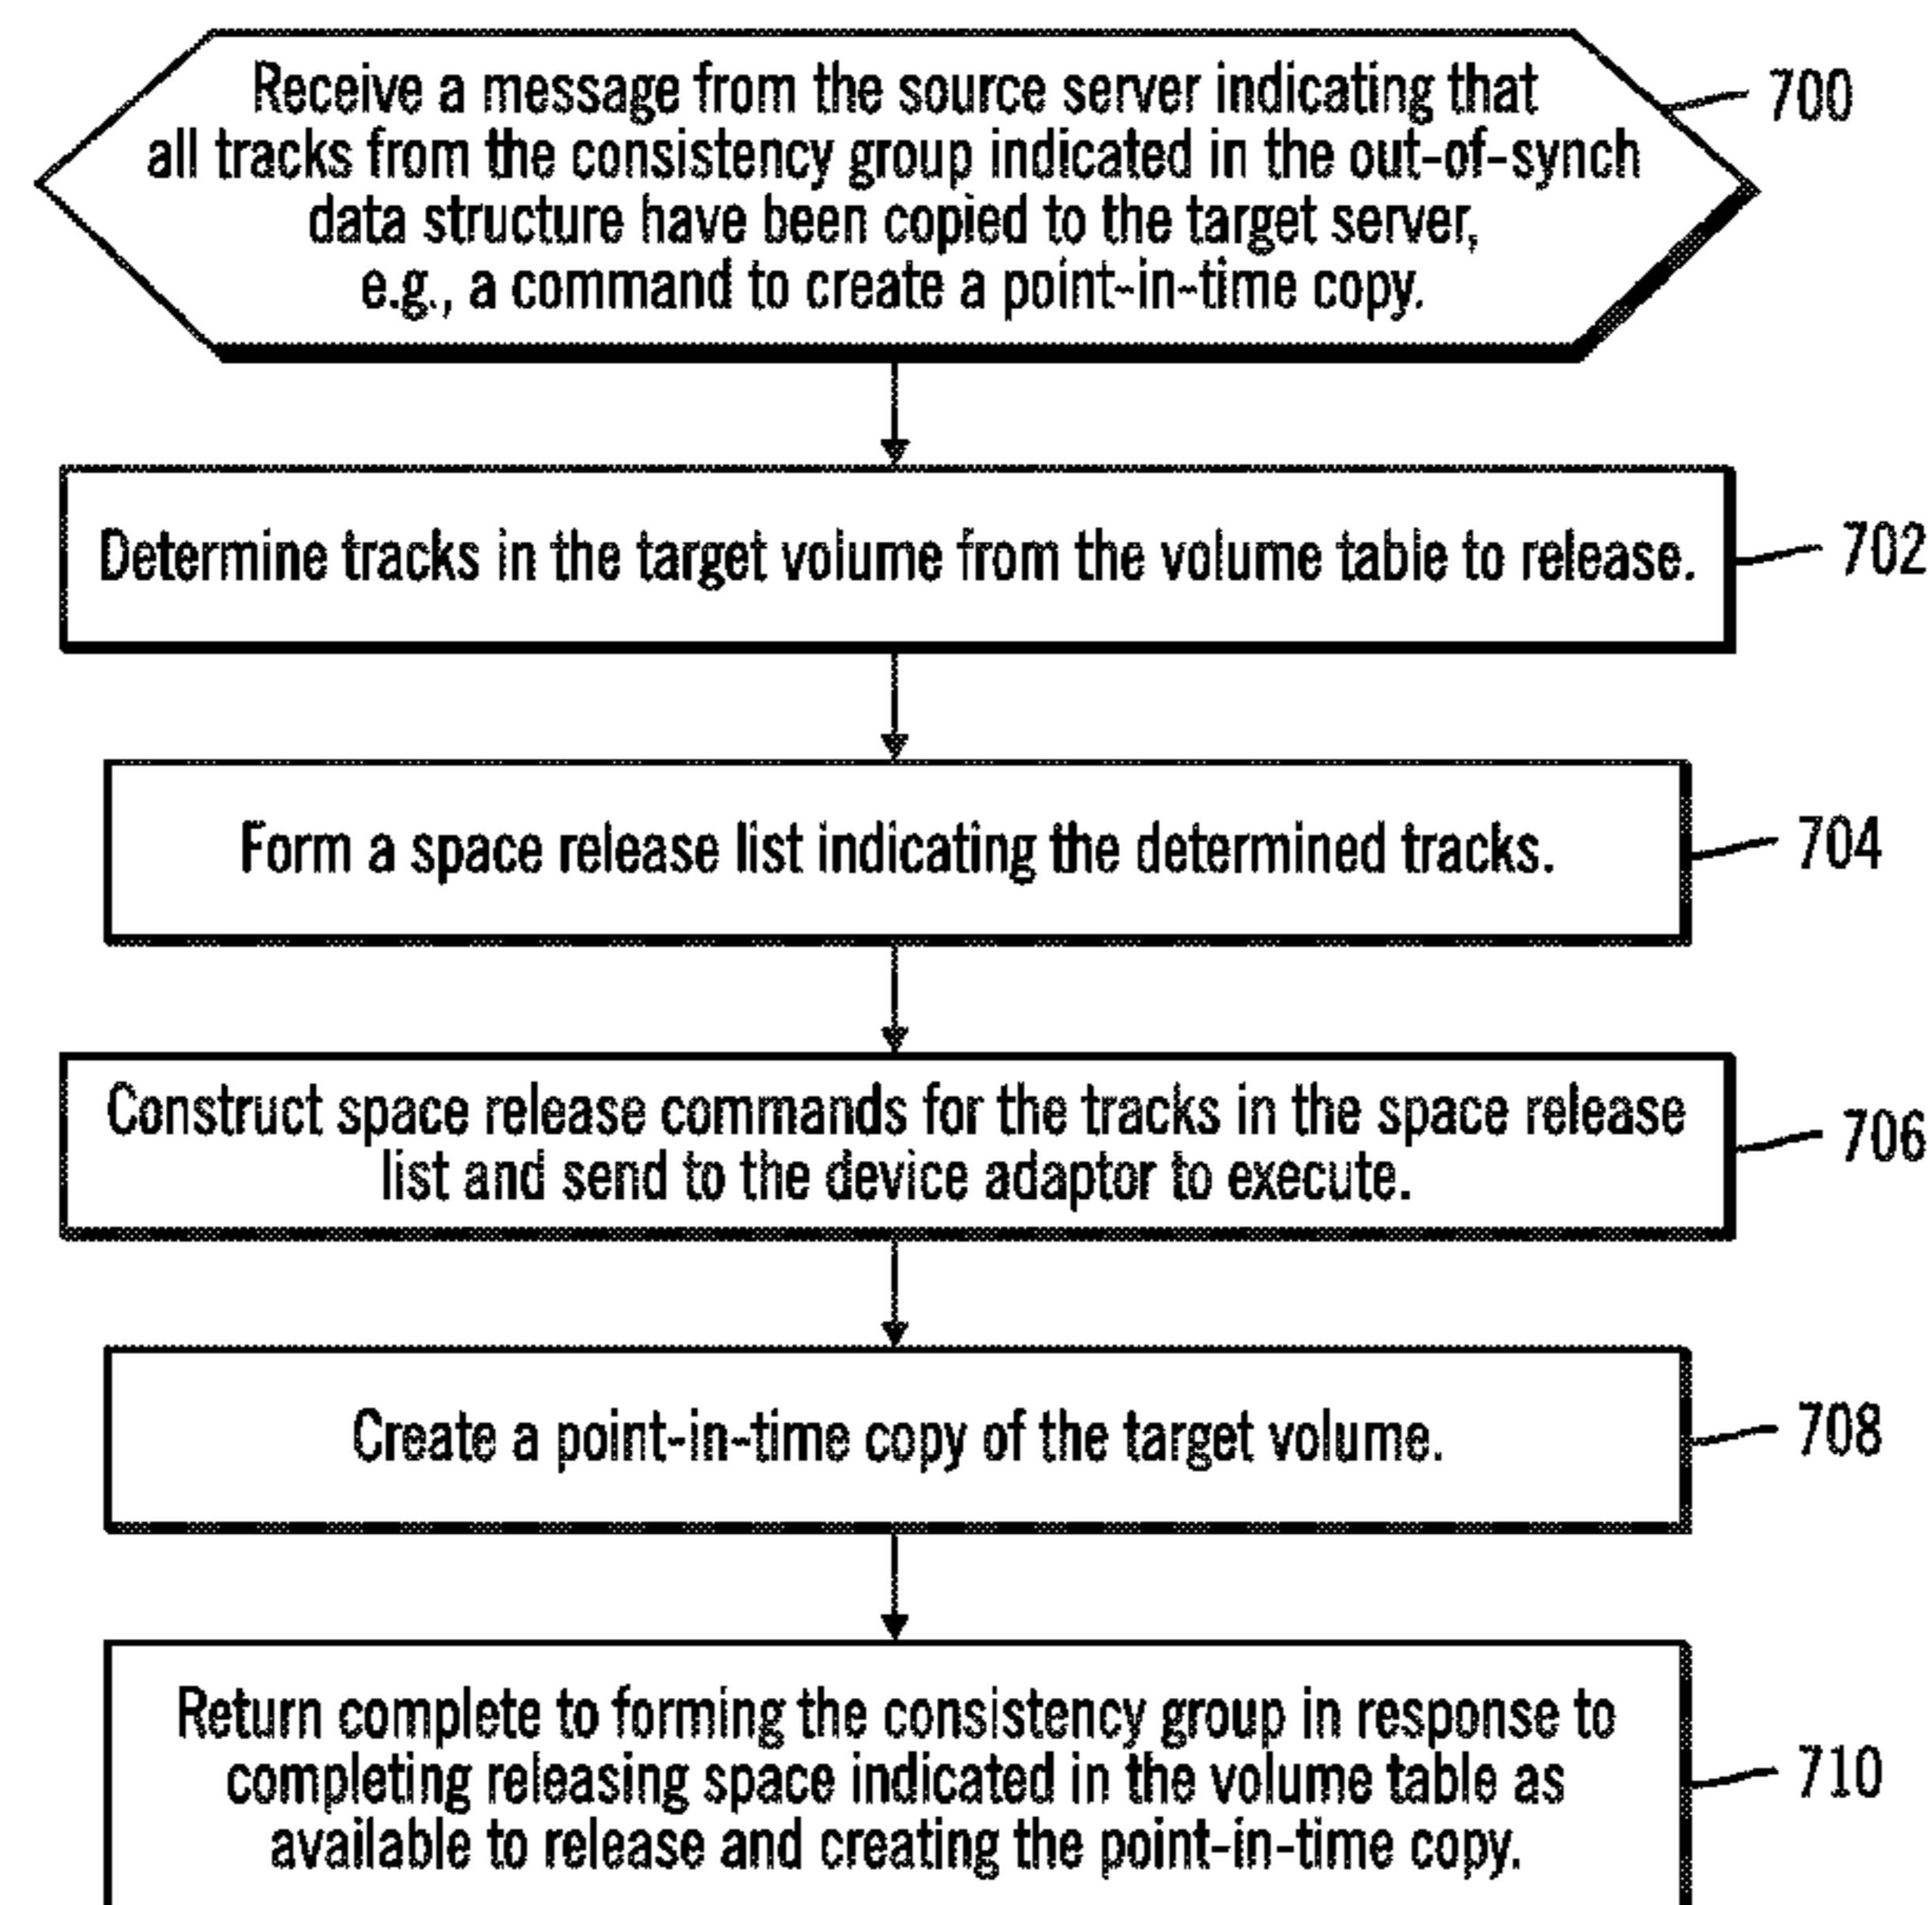 Receive a message from the source server indicating that
all tracks from the consistency group indicated in the out-of-synch
data structure have been copied to the target server,
e.g., a command to create a point-in-time copy.
700
Determine tracks in the target volume from the volume table to release.
702
Form a space release list indicating the determined tracks.
704
Construct space release commands for the tracks in the space release
list and send to the device adaptor to execute.
706
Create a point-in-time copy of the target volume.
708
Return complete to forming the consistency group in response to
completing releasing space indicated in the volume table as
available to release and creating the point-in-time copy.
710